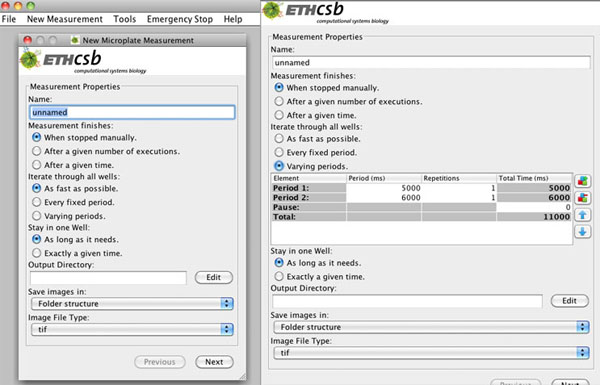 File New Measurement Tools Emergency Stop Help
New Microplate Measurement
ETHcsb
computational systems biology
Measurement Properties
Name:
unnamed
Measurement finishes:
When stopped manually.
After a given number of executions.
After a given time.
Iterate through all wells:
As fast as possible.
Every fixed period.
Varying periods.
Stay in one Well:
As long as it needs.
Exactly a given time.
Output Directory:
Edit
Save images in:
Folder structure
Image File Type:
tif
Previous Next
ETHcsb
computational systems biology
Measurement Properties
Name:
unnamed
Measurement finishes:
When stopped manually.
After a given number of executions.
After a given time.
Iterate through all wells:
As fast as possible.
Every fixed period.
Varying periods.
Element Period (ms) Repetitions Total Time (ms)
Period 1: 5000 1 5000
Period 2: 6000 1 6000
Pause: 0
Total: 11000
Stay in one Well:
As long as it needs.
Exactly a given time.
Output Directory:
Edit
Save images in:
Folder structure
Image File Type:
tif
Previous Next